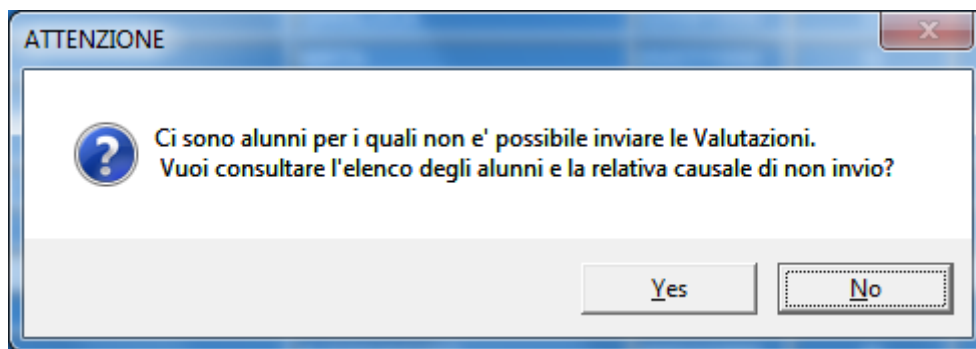 ATTENZIONE
Ci sono alunni per i quali non e' possibile inviare le Valutazioni.
Vuoi consultare l'elenco degli alunni e la relativa causale di non invio?
Yes
No